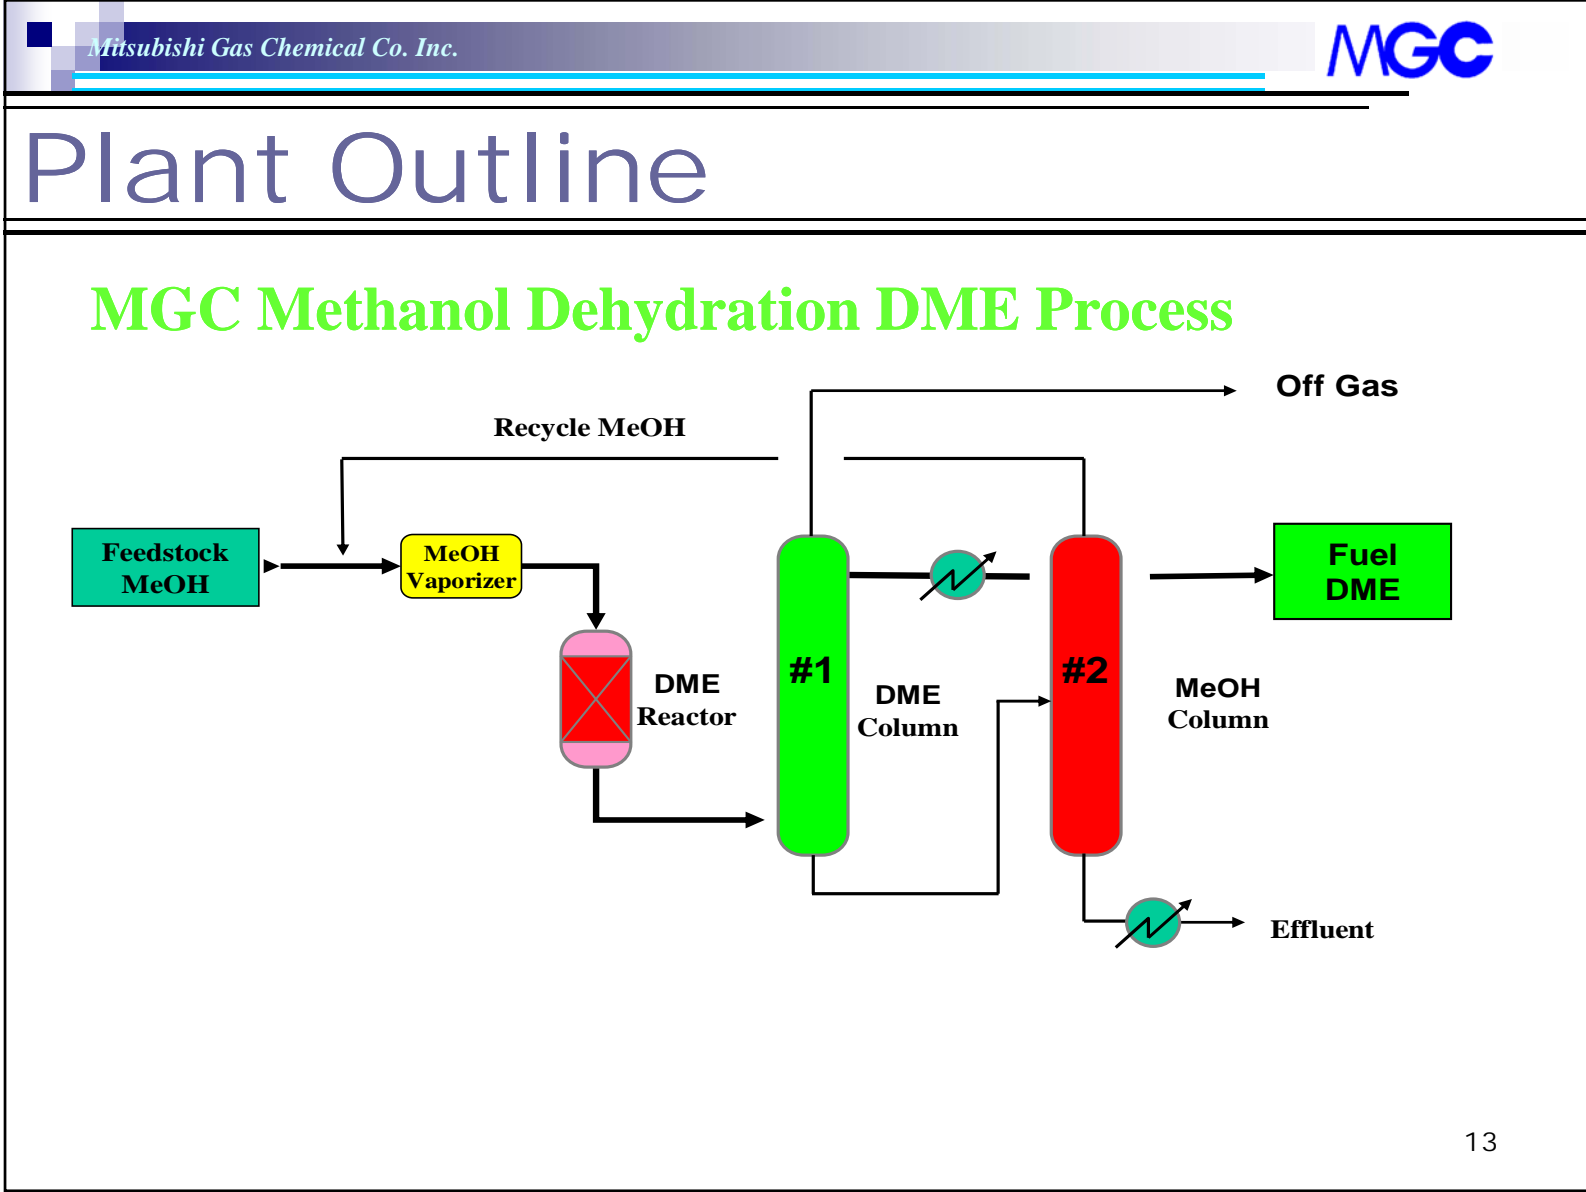 Mitsubishi Gas Chemical Co. Inc.
MGC
Plant Outline
MGC Methanol Dehydration DME Process
Off Gas
Recycle MeOH
Feedstock
MeOH
MeOH
Vaporizer
Fuel
DME
DME
Reactor
#1
DME
Column
#2
MeOH
Column
Effluent
13